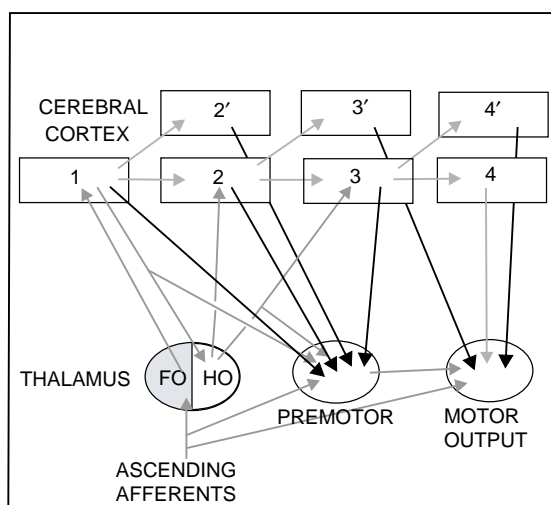 2′ 3′ 4′
CEREBRAL
CORTEX
1 2 3 4
THALAMUS FO HO
PREMOTOR MOTOR
OUTPUT
ASCENDING
AFFERENTS